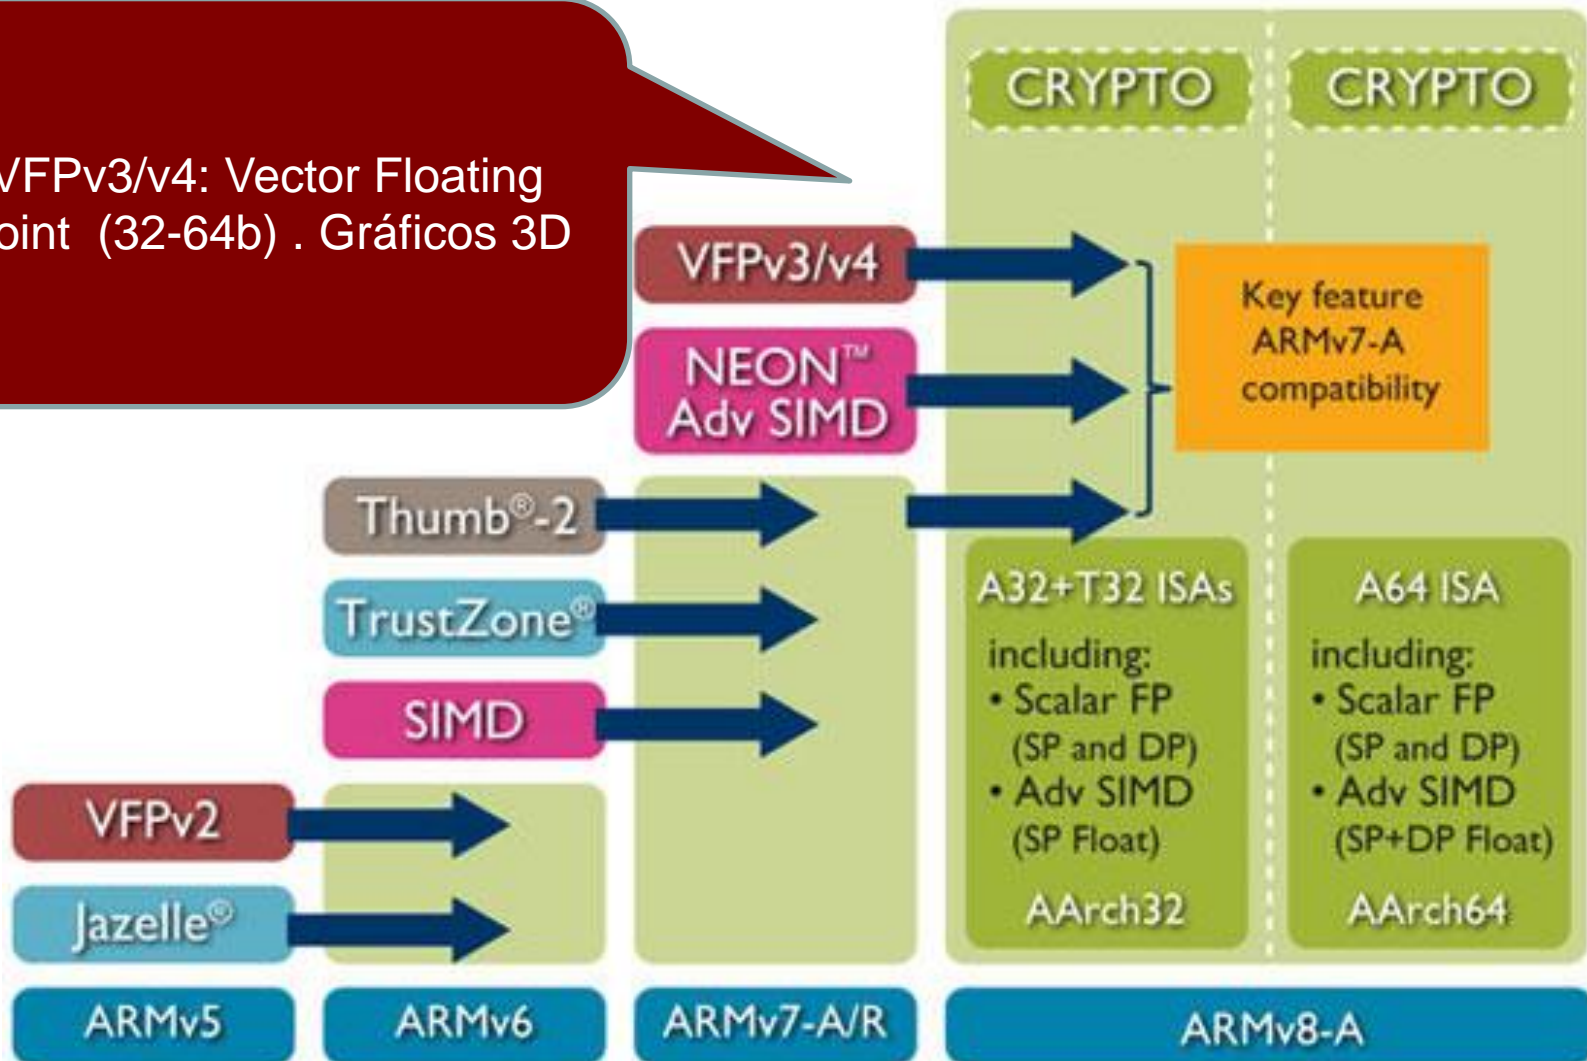 VFPv3/v4: Vector Floating
oint (32-64b) . Gráficos 3D
CRYPTO
CRYPTO
VFPv3/v4
NEON™
Adv SIMD
Key feature
ARMv7-A
compatibility
Thumb®-2
TrustZone®
SIMD
A32+T32 ISAs
including:
• Scalar FP
(SP and DP)
• Adv SIMD
(SP Float)
AArch32
A64 ISA
including:
• Scalar FP
(SP and DP)
• Adv SIMD
(SP+DP Float)
AArch64
VFPv2
Jazelle®
ARMv5
ARMv6
ARMv7-A/R
ARMv8-A